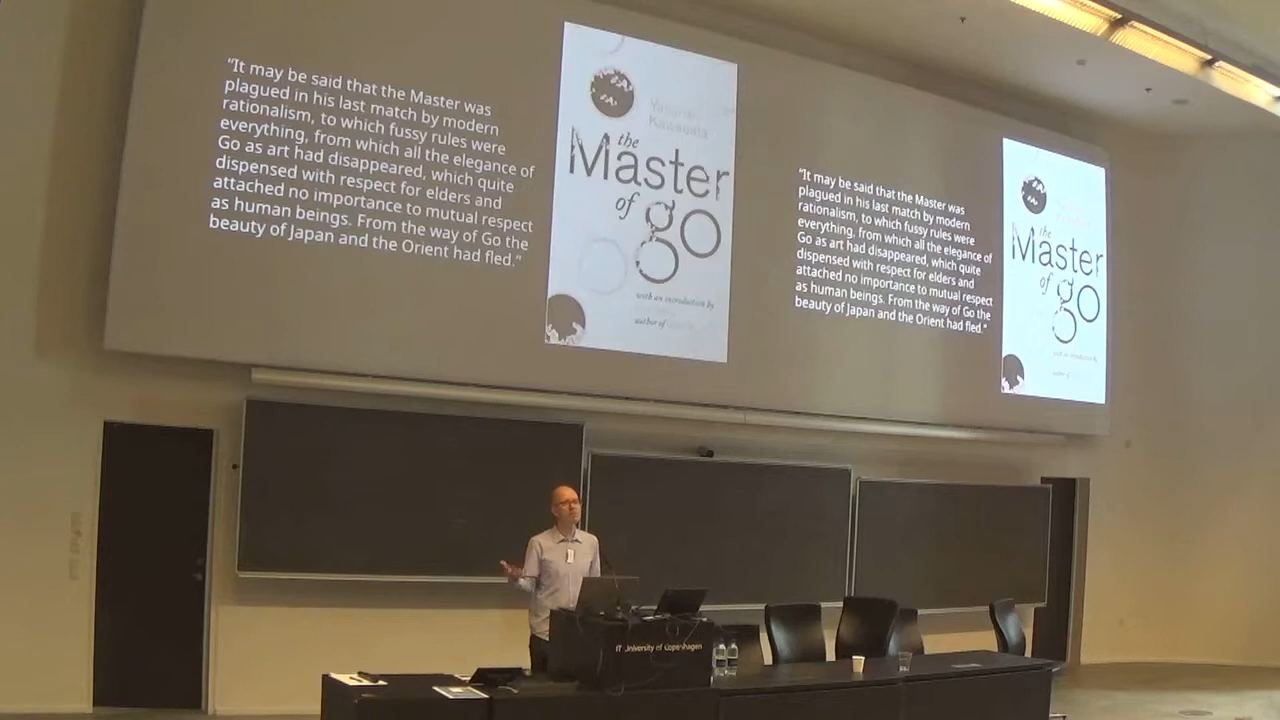 “It may be said that the Master was
plagued in his last match by modern
rationalism, to which fussy rules were
everything, from which all the elegance of
Go as art had disappeared, which quite
dispensed with respect for elders and
attached no importance to mutual respect
as human beings. From the way of Go the
beauty of Japan and the Orient had fled.”
Kawabata
the
Master
of go
with an introduction by
author of
“It may be said that the Master was
plagued in his last match by modern
rationalism, to which fussy rules were
everything, from which all the elegance of
Go as art had disappeared, which quite
dispensed with respect for elders and
attached no importance to mutual respect
as human beings. From the way of Go the
beauty of Japan and the Orient had fled.”
the
Master
of go
IT University of Copenhagen